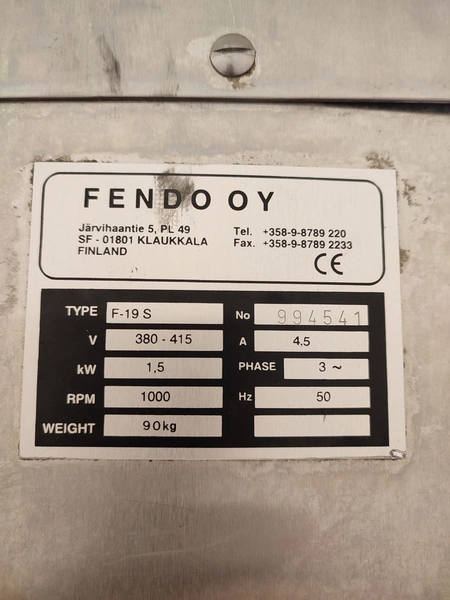 FENDO OY
Järvihaantie 5, PL 49 Tel. +358-9-8789 220
SF - 01801 KLAUKKALA Fax. +358-9-8789 2233
FINLAND
CE
TYPE F-19 S No 994541
V 380 - 415 A 4.5
kW 1,5 PHASE 3 ~
RPM 1000 Hz 50
WEIGHT 90kg